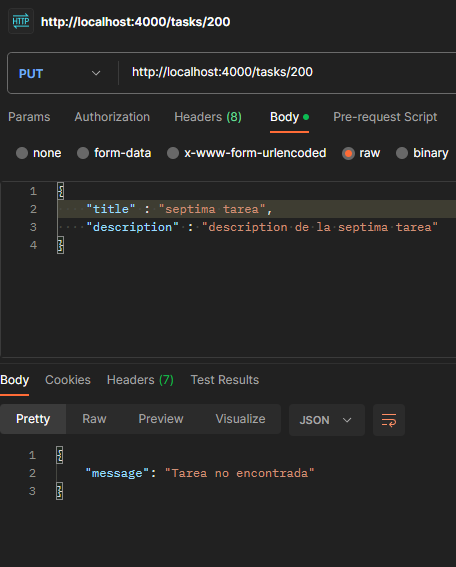 HTTP http://localhost:4000/tasks/200
PUT http://localhost:4000/tasks/200
Params Authorization Headers (8) Body Pre-request Script
none form-data x-www-form-urlencoded raw binary
1 {
2 "title" : "septima tarea",
3 "description" : "description de la septima tarea"
4 }
Body Cookies Headers (7) Test Results
Pretty Raw Preview Visualize JSON
1 {
2 "message": "Tarea no encontrada"
3 }